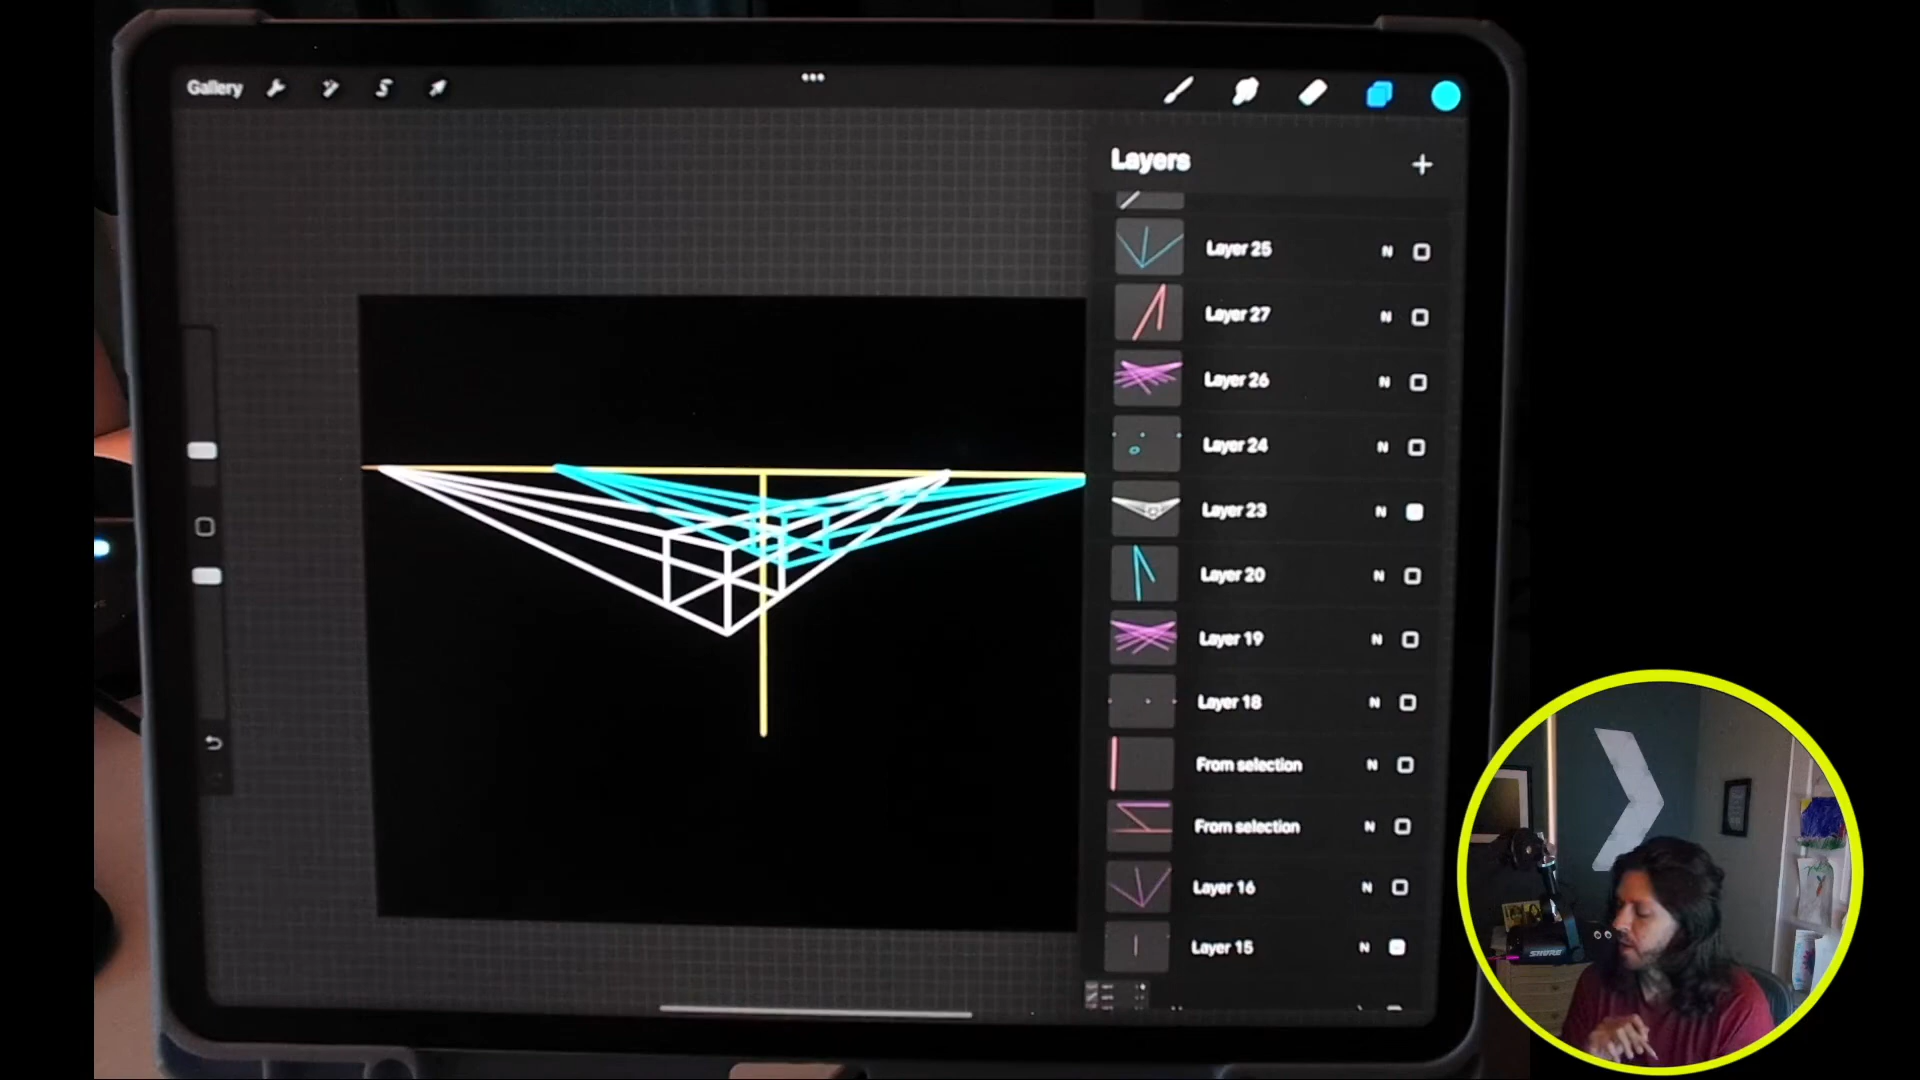 Gallery
Layers
Layer 25 N
Layer 27 N
Layer 26 N
Layer 24 N
Layer 23 N
Layer 20 N
Layer 19 N
Layer 18 N
From selection N
From selection N
Layer 16 N
Layer 15 N
SHURE